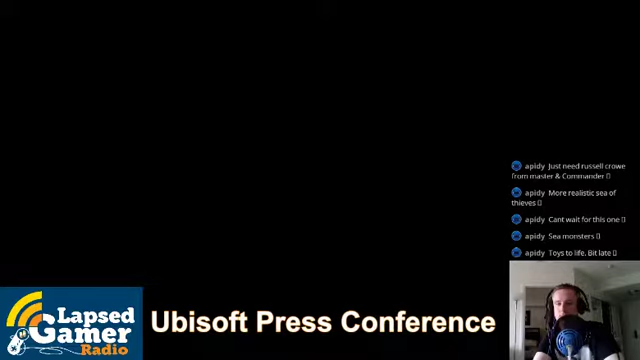 apidy Just need russell crowe
from master & Commander
apidy More realistic sea of
thieves
apidy Cant wait for this one
apidy Sea monsters
apidy Toys to life. Bit late
Lapsed
Gamer
Radio
Ubisoft Press Conference